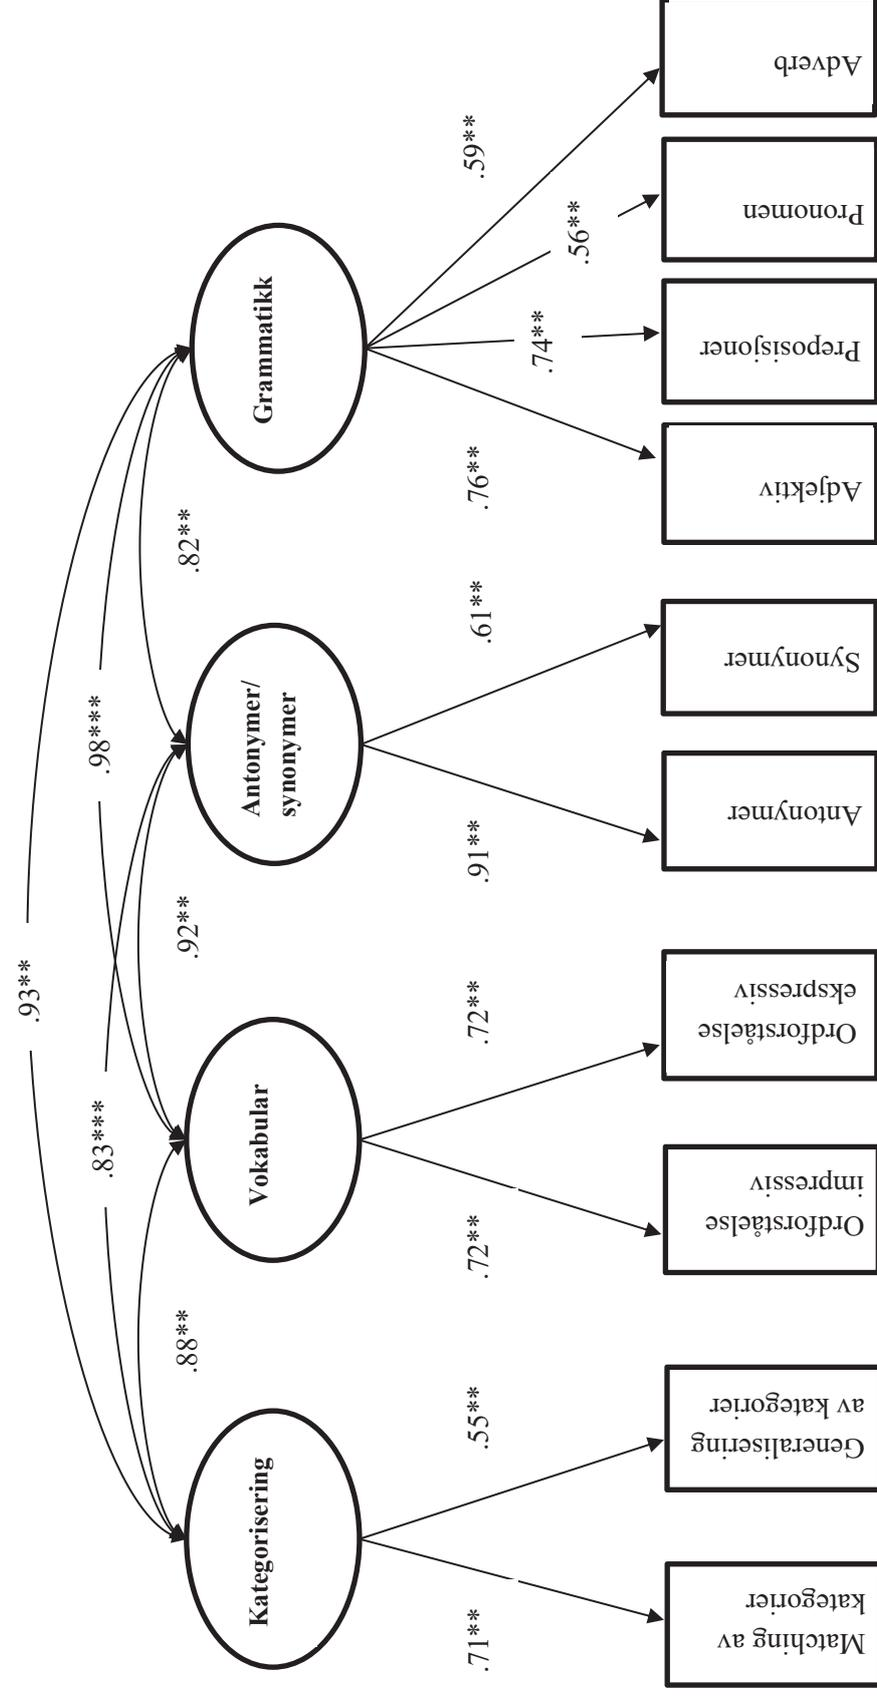 .93**
.83***
.98***
.88**
.92**
.82**
Kategorisering
Vokabular
Antonymer/
synonymer
Grammatikk
.71**
.55**
.72**
.72**
.91**
.61**
.76**
.74**
.56**
.59**
Matching av
kategorier
Generalisering
av kategorier
Ordforståelse
impressiv
Ordforståelse
ekspressiv
Antonymer
Synonymer
Adjektiv
Preposisjoner
Pronomen
Adverb